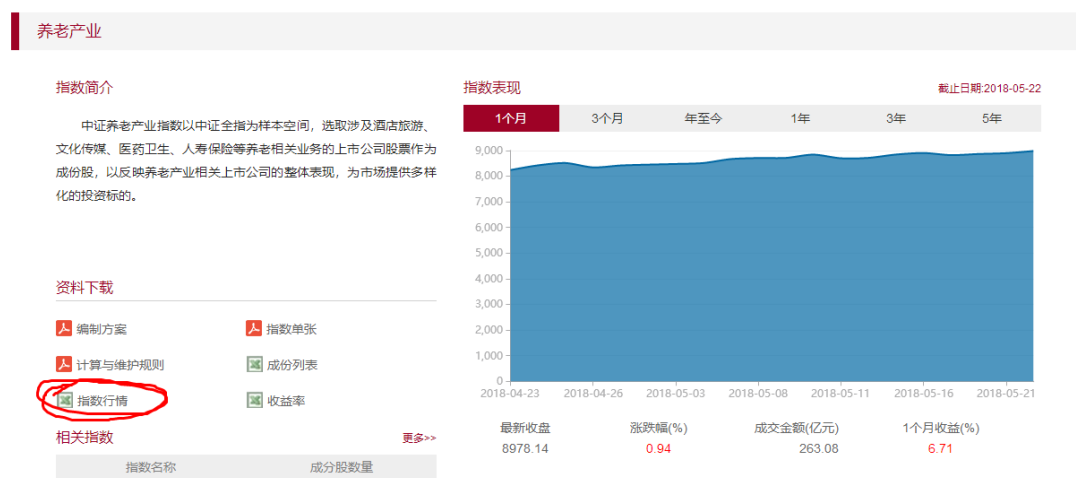 养老产业
指数简介
中证养老产业指数以中证全指为样本空间，选取涉及酒店旅游、
文化传媒、医药卫生、人寿保险等养老相关业务的上市公司股票作为
成份股，以反映养老产业相关上市公司的整体表现，为市场提供多样
化的投资标的。
资料下载
编制方案 指数单张
计算与维护规则 成份列表
指数行情 收益率
相关指数 更多>>
指数名称 成分股数量
指数表现 截止日期:2018-05-22
1个月 3个月 年至今 1年 3年 5年
9,000
8,000
7,000
6,000
5,000
4,000
3,000
2,000
1,000
0
2018-04-23 2018-04-26 2018-05-03 2018-05-08 2018-05-11 2018-05-16 2018-05-21
最新收盘 涨跌幅(%) 成交金额(亿元) 1个月收益(%)
8978.14 0.94 263.08 6.71